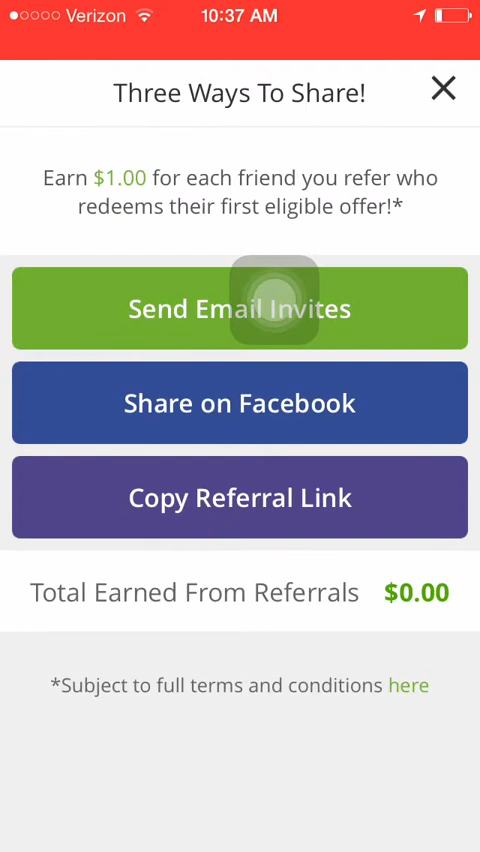 Verizon 10:37 AM
Three Ways To Share!
Earn $1.00 for each friend you refer who
redeems their first eligible offer!*
Send Email Invites
Share on Facebook
Copy Referral Link
Total Earned From Referrals $0.00
*Subject to full terms and conditions here